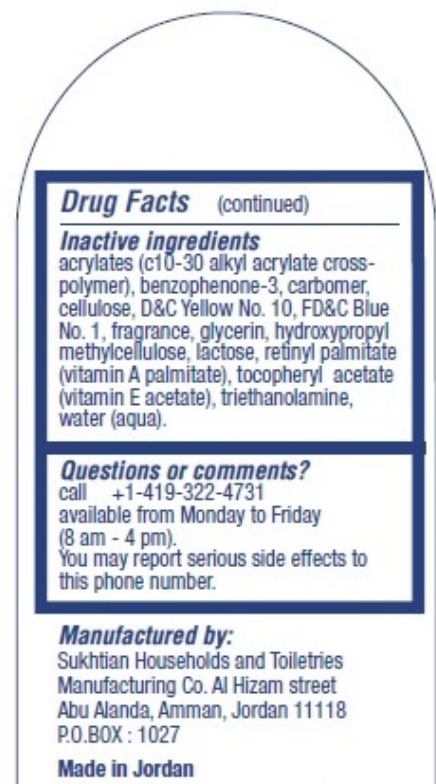 Drug Facts (continued)
Inactive ingredients
acrylates (c10-30 alkyl acrylate cross-
polymer), benzophenone-3, carbomer,
cellulose, D&C Yellow No. 10, FD&C Blue
No. 1, fragrance, glycerin, hydroxypropyl
methylcellulose, lactose, retinyl palmitate
(vitamin A palmitate), tocopheryl acetate
(vitamin E acetate), triethanolamine,
water (aqua).
Questions or comments?
call +1-419-322-4731
available from Monday to Friday
(8 am - 4 pm).
You may report serious side effects to
this phone number.
Manufactured by:
Sukhtian Households and Toiletries
Manufacturing Co. Al Hizam street
Abu Alanda, Amman, Jordan 11118
P.O.BOX : 1027
Made in Jordan